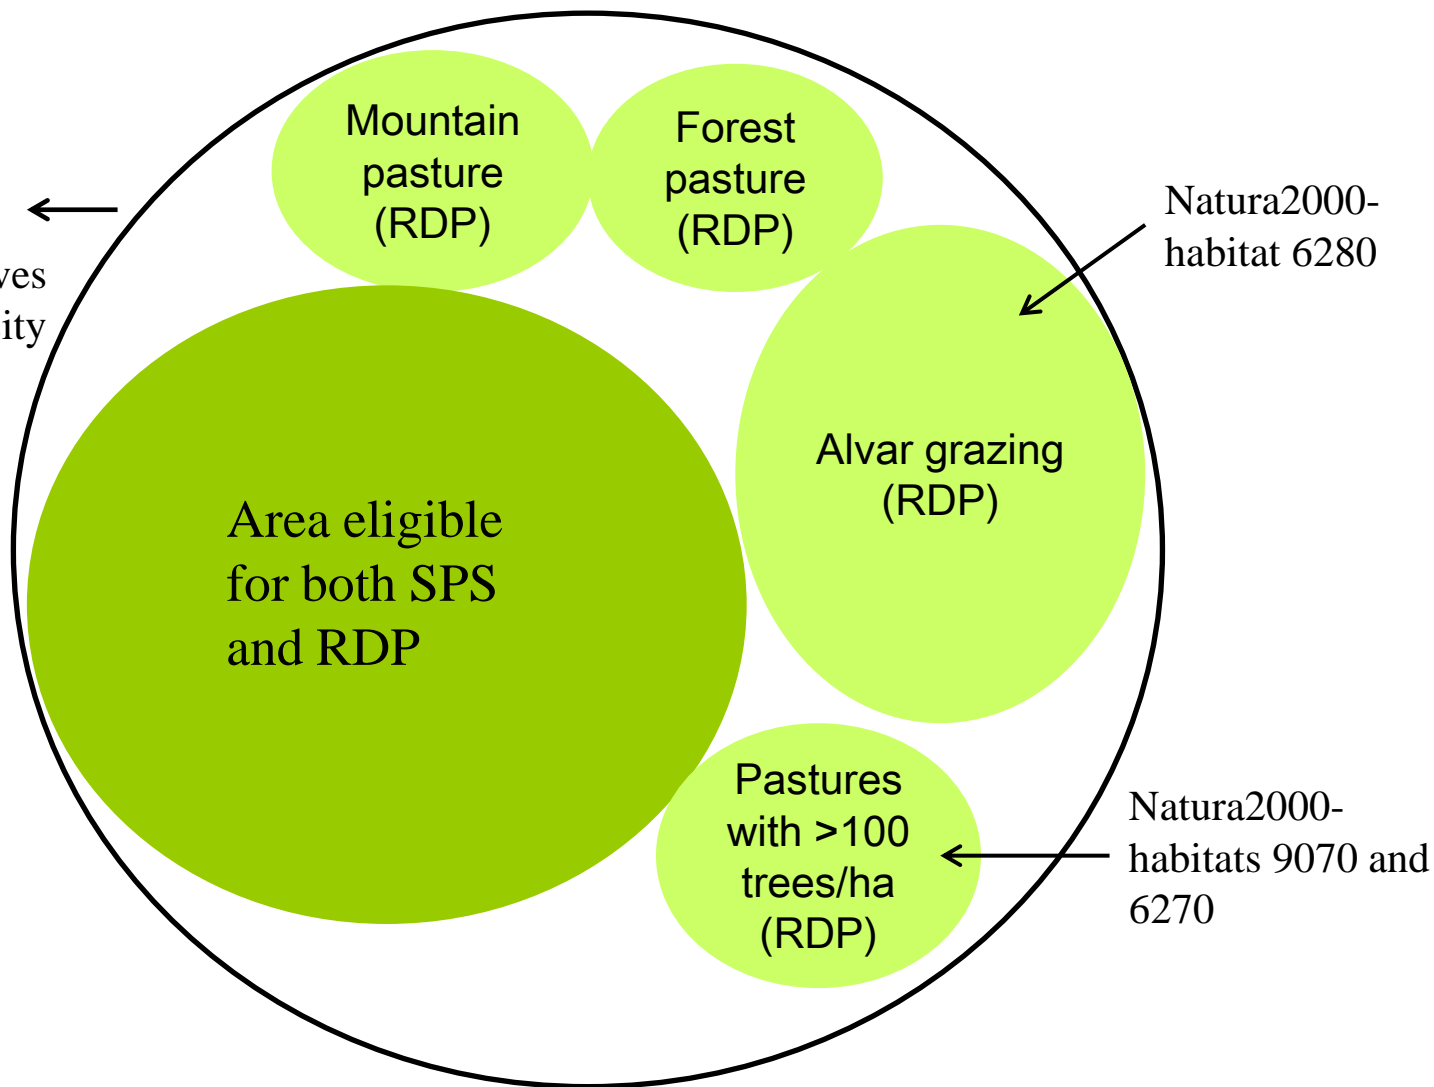 Mountain
pasture
(RDP)
Forest
pasture
(RDP)
Natura2000-
habitat 6280
Alvar grazing
(RDP)
Area eligible
for both SPS
and RDP
Pastures
with >100
trees/ha
(RDP)
Natura2000-
habitats 9070 and
6270